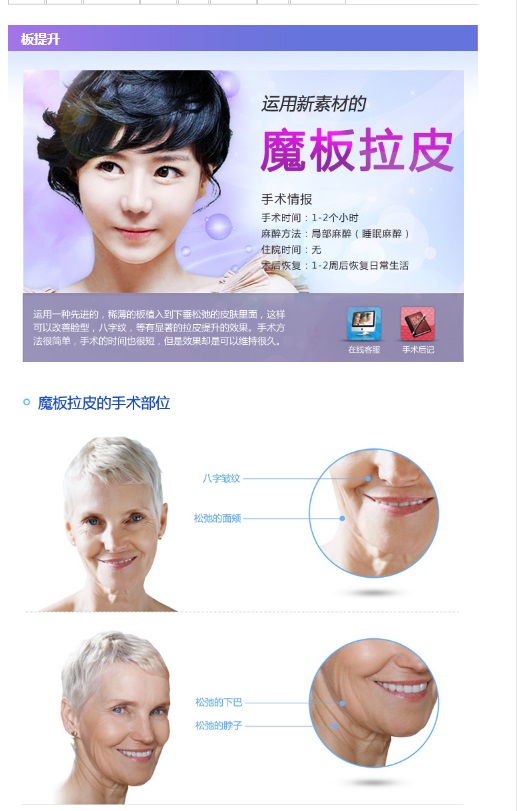 板提升
运用新素材的
魔板拉皮
手术情报
手术时间：1-2个小时
麻醉方法：局部麻醉（睡眠麻醉）
住院时间：无
术后恢复：1-2周后恢复日常生活
运用一种先进的，稀薄的板植入到下垂松弛的皮肤里面，这样
可以改善脸型，八字纹，等有显著的拉皮提升的效果。手术方
法很简单，手术的时间也很短，但是效果却是可以维持很久。
在线客服
手术后记
魔板拉皮的手术部位
八字皱纹
松弛的面颊
松弛的下巴
松弛的脖子